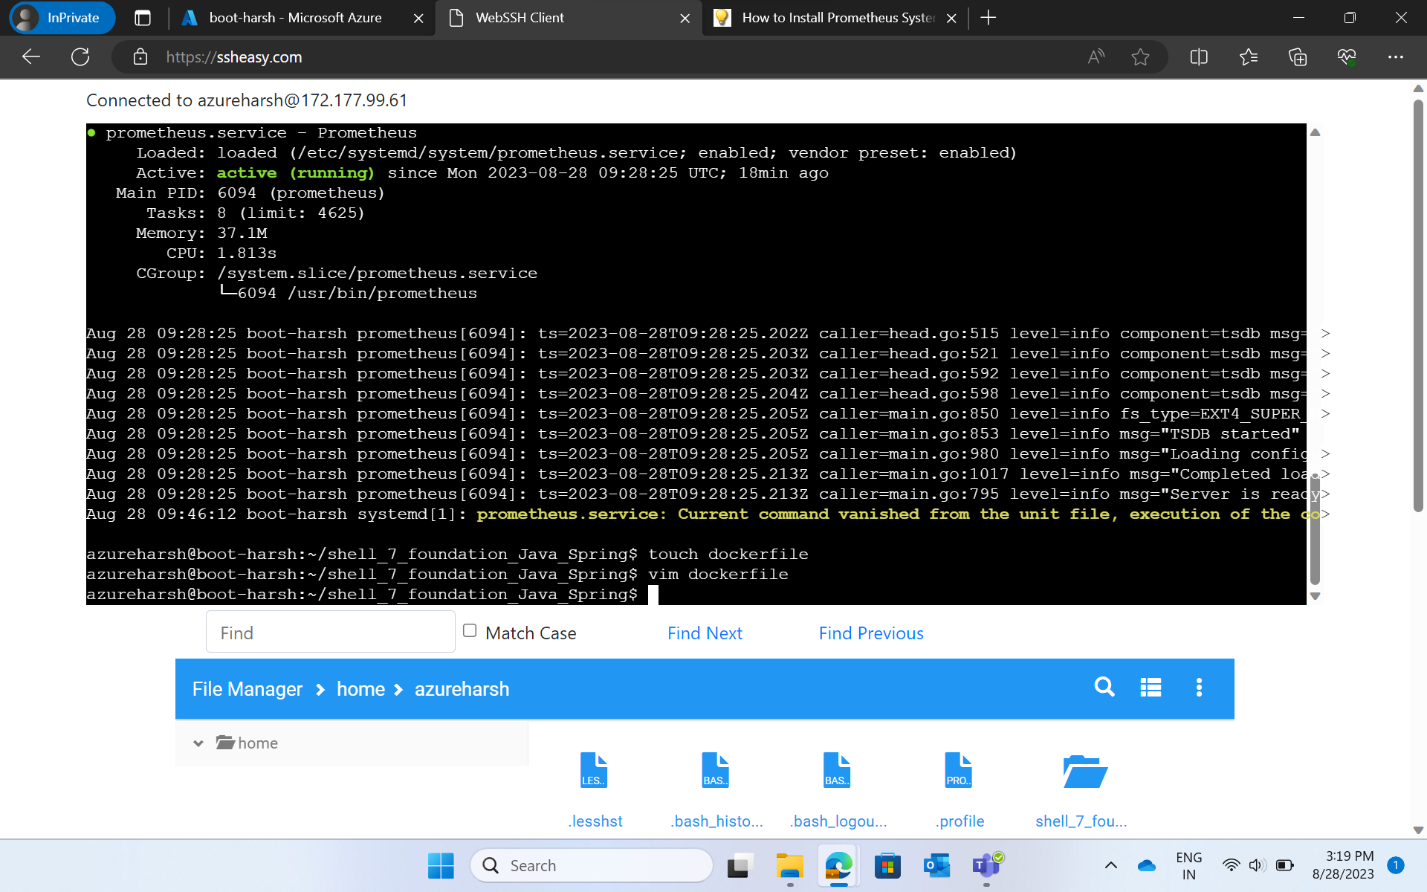 InPrivate
boot-harsh - Microsoft Azure
WebSSH Client
How to Install Prometheus Syste
https://ssheasy.com
Connected to azureharsh@172.177.99.61
● prometheus.service - Prometheus
Loaded: loaded (/etc/systemd/system/prometheus.service; enabled; vendor preset: enabled)
Active: active (running) since Mon 2023-08-28 09:28:25 UTC; 18min ago
Main PID: 6094 (prometheus)
Tasks: 8 (limit: 4625)
Memory: 37.1M
CPU: 1.813s
CGroup: /system.slice/prometheus.service
└─6094 /usr/bin/prometheus
Aug 28 09:28:25 boot-harsh prometheus[6094]: ts=2023-08-28T09:28:25.202Z caller=head.go:515 level=info component=tsdb msg= >
Aug 28 09:28:25 boot-harsh prometheus[6094]: ts=2023-08-28T09:28:25.203Z caller=head.go:521 level=info component=tsdb msg= >
Aug 28 09:28:25 boot-harsh prometheus[6094]: ts=2023-08-28T09:28:25.203Z caller=head.go:592 level=info component=tsdb msg= >
Aug 28 09:28:25 boot-harsh prometheus[6094]: ts=2023-08-28T09:28:25.204Z caller=head.go:598 level=info component=tsdb msg= >
Aug 28 09:28:25 boot-harsh prometheus[6094]: ts=2023-08-28T09:28:25.205Z caller=main.go:850 level=info fs_type=EXT4_SUPER_ >
Aug 28 09:28:25 boot-harsh prometheus[6094]: ts=2023-08-28T09:28:25.205Z caller=main.go:853 level=info msg="TSDB started"
Aug 28 09:28:25 boot-harsh prometheus[6094]: ts=2023-08-28T09:28:25.205Z caller=main.go:980 level=info msg="Loading config >
Aug 28 09:28:25 boot-harsh prometheus[6094]: ts=2023-08-28T09:28:25.213Z caller=main.go:1017 level=info msg="Completed loa>
Aug 28 09:28:25 boot-harsh prometheus[6094]: ts=2023-08-28T09:28:25.213Z caller=main.go:795 level=info msg="Server is ready>
Aug 28 09:46:12 boot-harsh systemd[1]: prometheus.service: Current command vanished from the unit file, execution of the co>
azureharsh@boot-harsh:~/shell_7_foundation_Java_Spring$ touch dockerfile
azureharsh@boot-harsh:~/shell_7_foundation_Java_Spring$ vim dockerfile
azureharsh@boot-harsh:~/shell_7_foundation_Java_Spring$
Find
Match Case
Find Next
Find Previous
File Manager > home > azureharsh
home
LES..
BAS..
BAS..
PRO..
.lesshst
.bash_histo...
.bash_logou...
.profile
shell_7_fou...
Search
ENG
IN
3:19 PM
8/28/2023
1